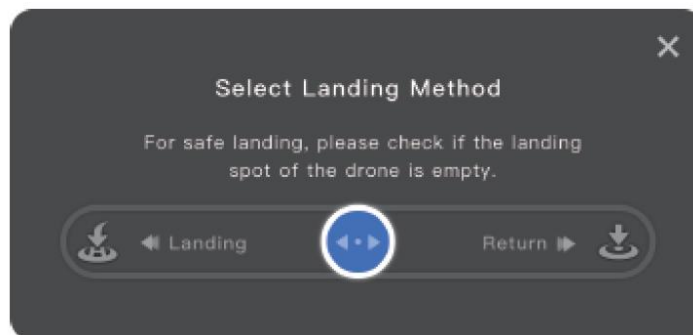 Select Landing Method
For safe landing, please check if the landing
spot of the drone is empty.
Landing
Return